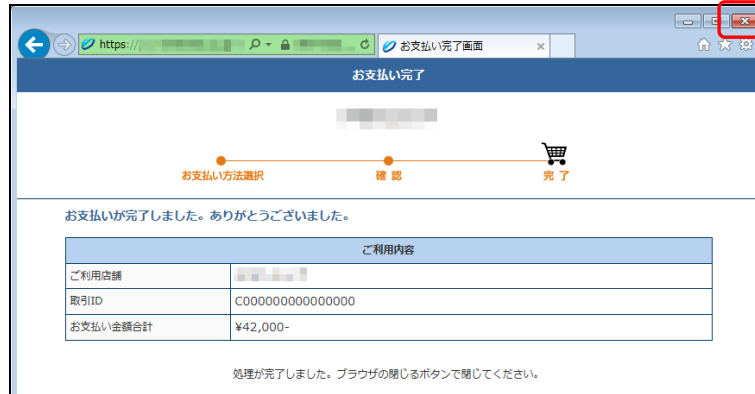 https://
お支払い完了画面
お支払い完了
お支払い方法選択
確 認
完 了
お支払いが完了しました。ありがとうございました。
ご利用内容
ご利用店舗
取引ID C000000000000000
お支払い金額合計 ¥42,000-
処理が完了しました。ブラウザの閉じるボタンで閉じてください。